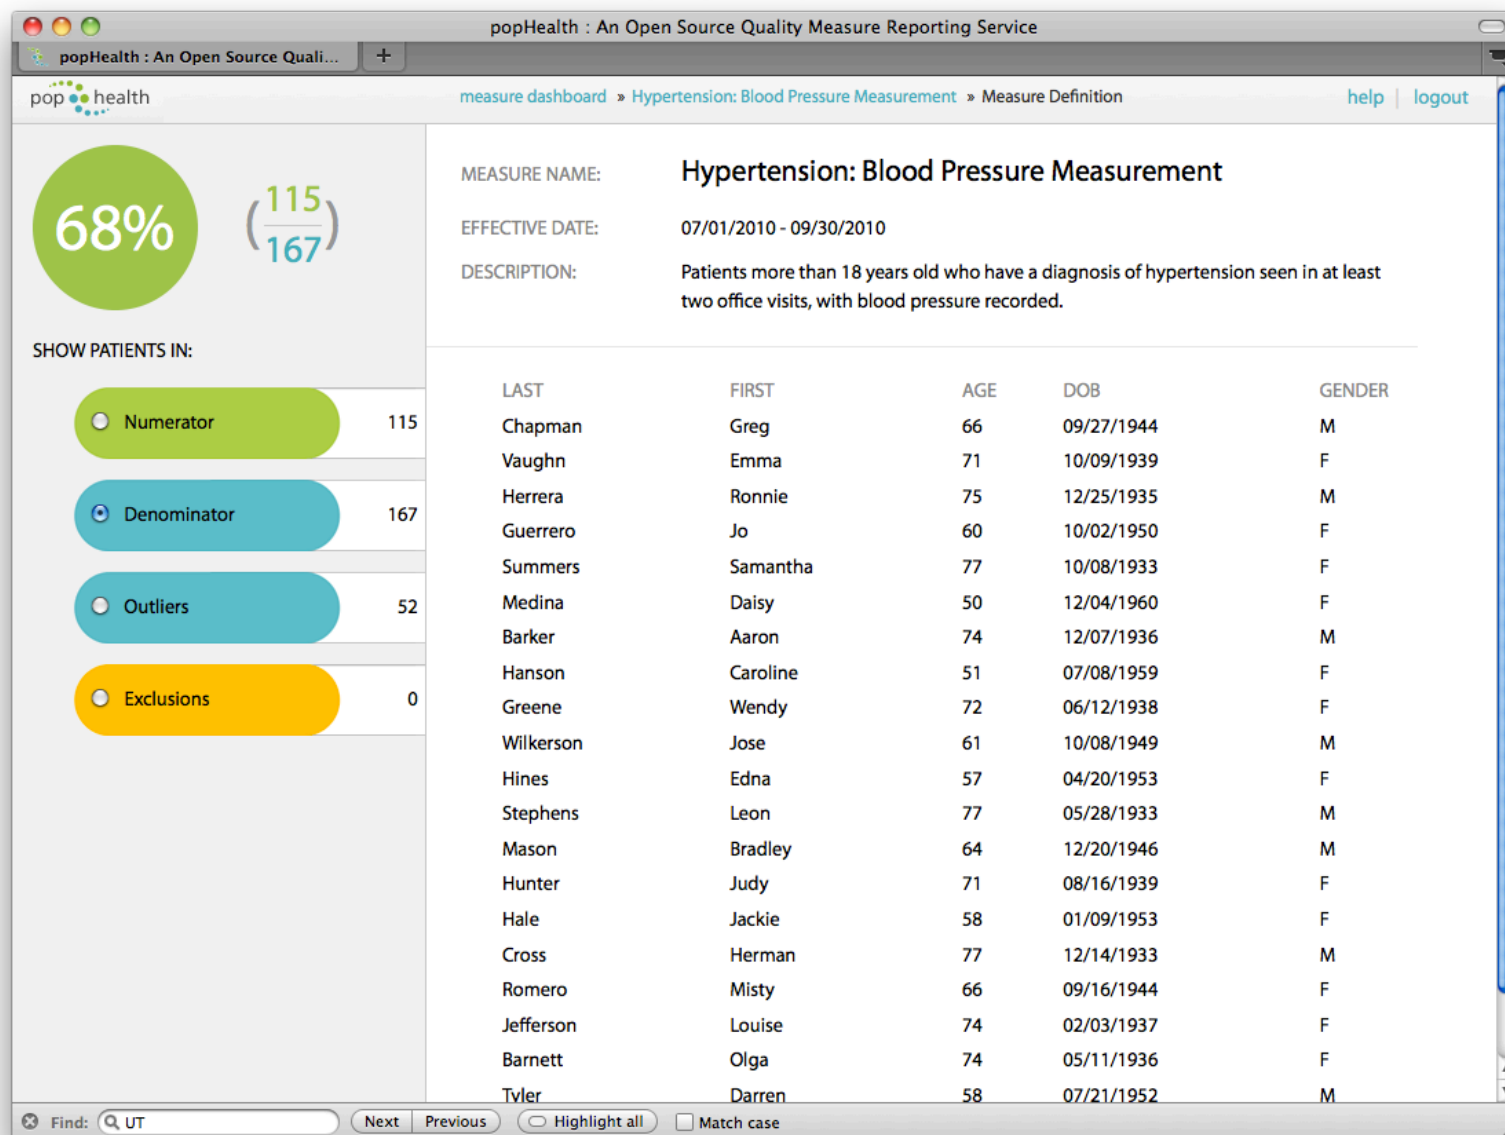 popHealth : An Open Source Quality Measure Reporting Service
popHealth : An Open Source Quali... +
pop health
measure dashboard » Hypertension: Blood Pressure Measurement » Measure Definition
help | logout
68%
(115/167)
SHOW PATIENTS IN:
Numerator 115
Denominator 167
Outliers 52
Exclusions 0
MEASURE NAME: Hypertension: Blood Pressure Measurement
EFFECTIVE DATE: 07/01/2010 - 09/30/2010
DESCRIPTION: Patients more than 18 years old who have a diagnosis of hypertension seen in at least
two office visits, with blood pressure recorded.
LAST FIRST AGE DOB GENDER
Chapman Greg 66 09/27/1944 M
Vaughn Emma 71 10/09/1939 F
Herrera Ronnie 75 12/25/1935 M
Guerrero Jo 60 10/02/1950 F
Summers Samantha 77 10/08/1933 F
Medina Daisy 50 12/04/1960 F
Barker Aaron 74 12/07/1936 M
Hanson Caroline 51 07/08/1959 F
Greene Wendy 72 06/12/1938 F
Wilkerson Jose 61 10/08/1949 M
Hines Edna 57 04/20/1953 F
Stephens Leon 77 05/28/1933 M
Mason Bradley 64 12/20/1946 M
Hunter Judy 71 08/16/1939 F
Hale Jackie 58 01/09/1953 F
Cross Herman 77 12/14/1933 M
Romero Misty 66 09/16/1944 F
Jefferson Louise 74 02/03/1937 F
Barnett Olga 74 05/11/1936 F
Tyler Darren 58 07/21/1952 M
Find: UT Next Previous Highlight all Match case